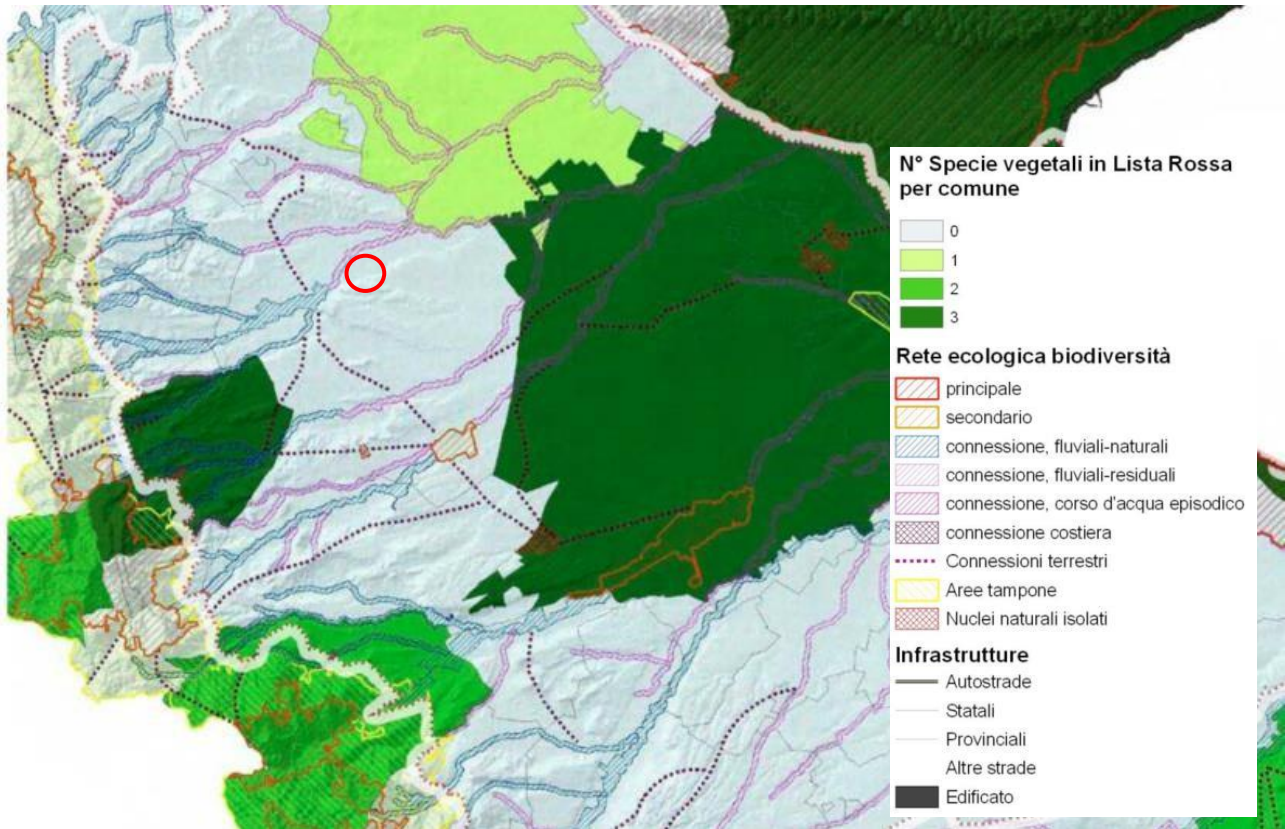 N° Specie vegetali in Lista Rossa
per comune
0
1
2
3
Rete ecologica biodiversità
principale
secondario
connessione, fluviali-naturali
connessione, fluviali-residuali
connessione, corso d'acqua episodico
connessione costiera
Connessioni terrestri
Aree tampone
Nuclei naturali isolati
Infrastrutture
Autostrade
Statali
Provinciali
Altre strade
Edificato